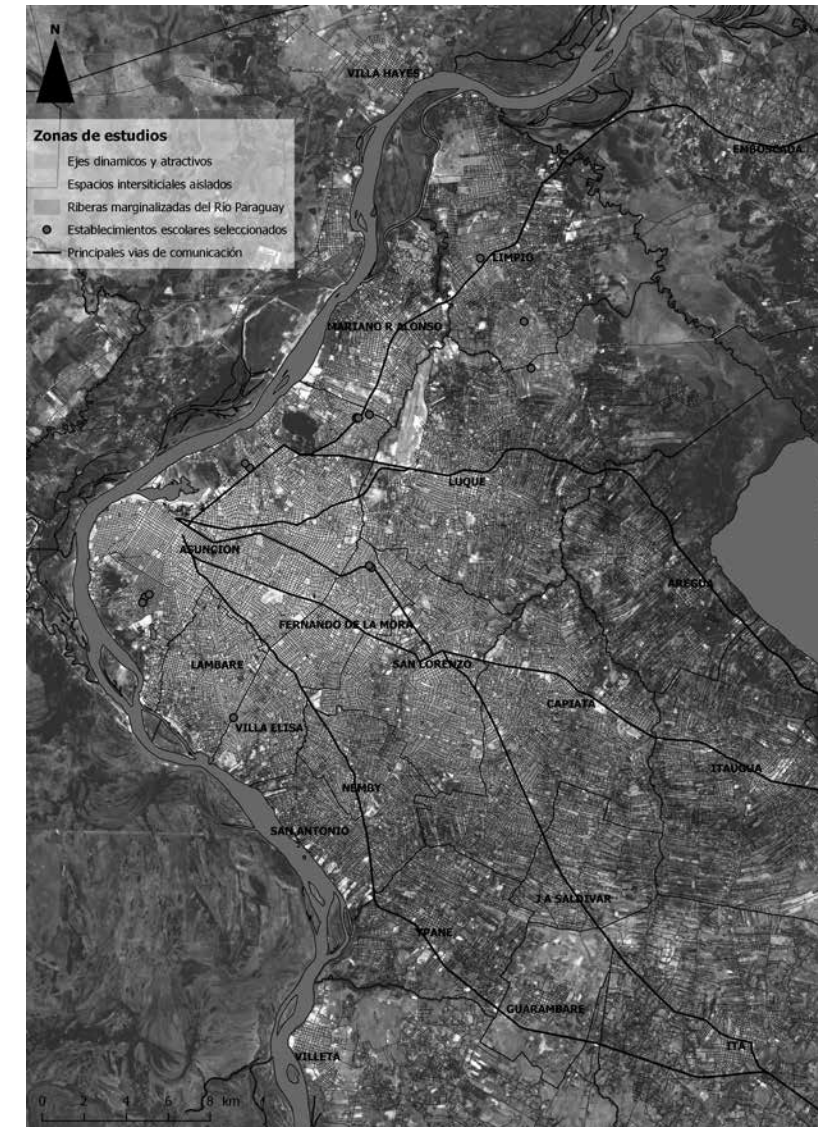 N
VILLA HAYES
Zonas de estudios
Ejes dinamicos y atractivos
Espacios intersiticiales aislados
Riberas marginalizadas del Río Paraguay
Establecimientos escolares seleccionados
Principales vias de comunicación
EMBOSCADA
LIMPIO
MARIANO R ALONSO
LUQUE
ASUNCION
AREGUA
FERNANDO DE LA MORA
LAMBARE
SAN LORENZO
CAPIATA
VILLA ELISA
ITAUGUA
NEMBY
SAN ANTONIO
J A SALDIVAR
YPANE
GUARAMBARE
ITA
VILLETA
0 2 4 6 8 km